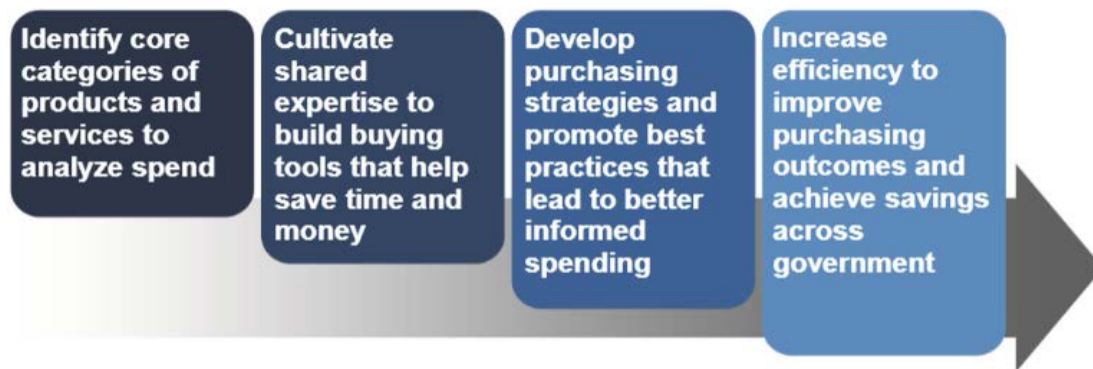 Identify core
categories of
products and
services to
analyze spend
Cultivate
shared
expertise to
build buying
tools that help
save time and
money
Develop
purchasing
strategies and
promote best
practices that
lead to better
informed
spending
Increase
efficiency to
improve
purchasing
outcomes and
achieve savings
across
government